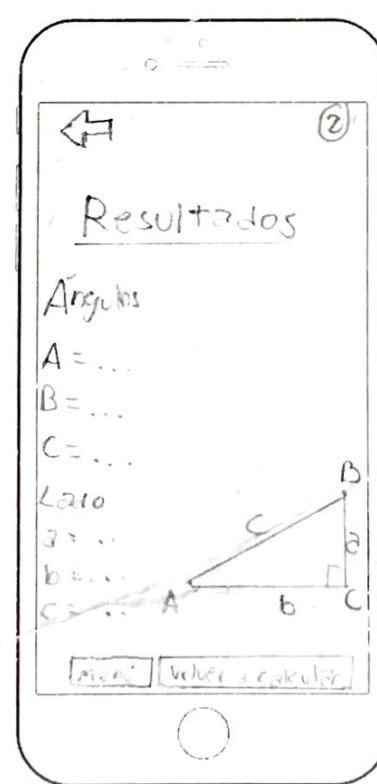 2
Resultados
Ángulos
A = ...
B = ...
C = ...
Lado
a = ..
b = ...
c = ...
B
c
a
A
b
C
menú
volver a calcular